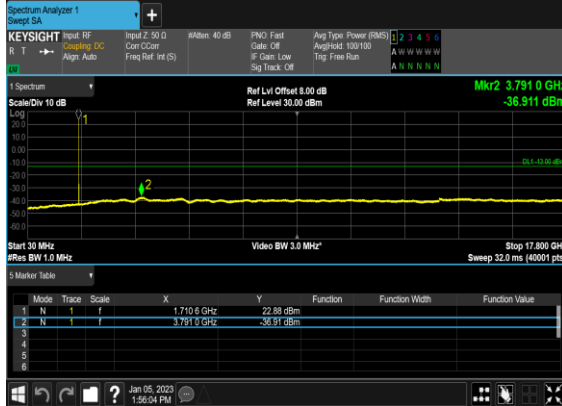 Spectrum Analyzer 1
Swept SA
+
KEYSIGHT Input: RF Input Z: 50 Ω #Atten: 40 dB PNO: Fast Avg Type: Power (RMS) 1 2 3 4 5 6
R T Coupling: DC Corr CCorr Gate: Off Avg|Hold: 100/100 A W W W W W
Align: Auto Freq Ref: Int (S) IF Gain: Low Trig: Free Run
Sig Track: Off A N N N N N
1 Spectrum Ref Lvl Offset 8.00 dB Mkr2 3.791 0 GHz
Scale/Div 10 dB Ref Level 30.00 dBm -36.911 dBm
Log
20.0
10.0
0.00
-10.0
-20.0
-30.0
-40.0
-50.0
-60.0
1
2
DL1 -13.00 dBm
Start 30 MHz Video BW 3.0 MHz* Stop 17.800 GHz
#Res BW 1.0 MHz Sweep 32.0 ms (40001 pts)
5 Marker Table
Mode Trace Scale X Y Function Function Width Function Value
1 N 1 f 1.710 6 GHz 22.88 dBm
2 N 1 f 3.791 0 GHz -36.91 dBm
3
4
5
6
? Jan 05, 2023
1:56:04 PM